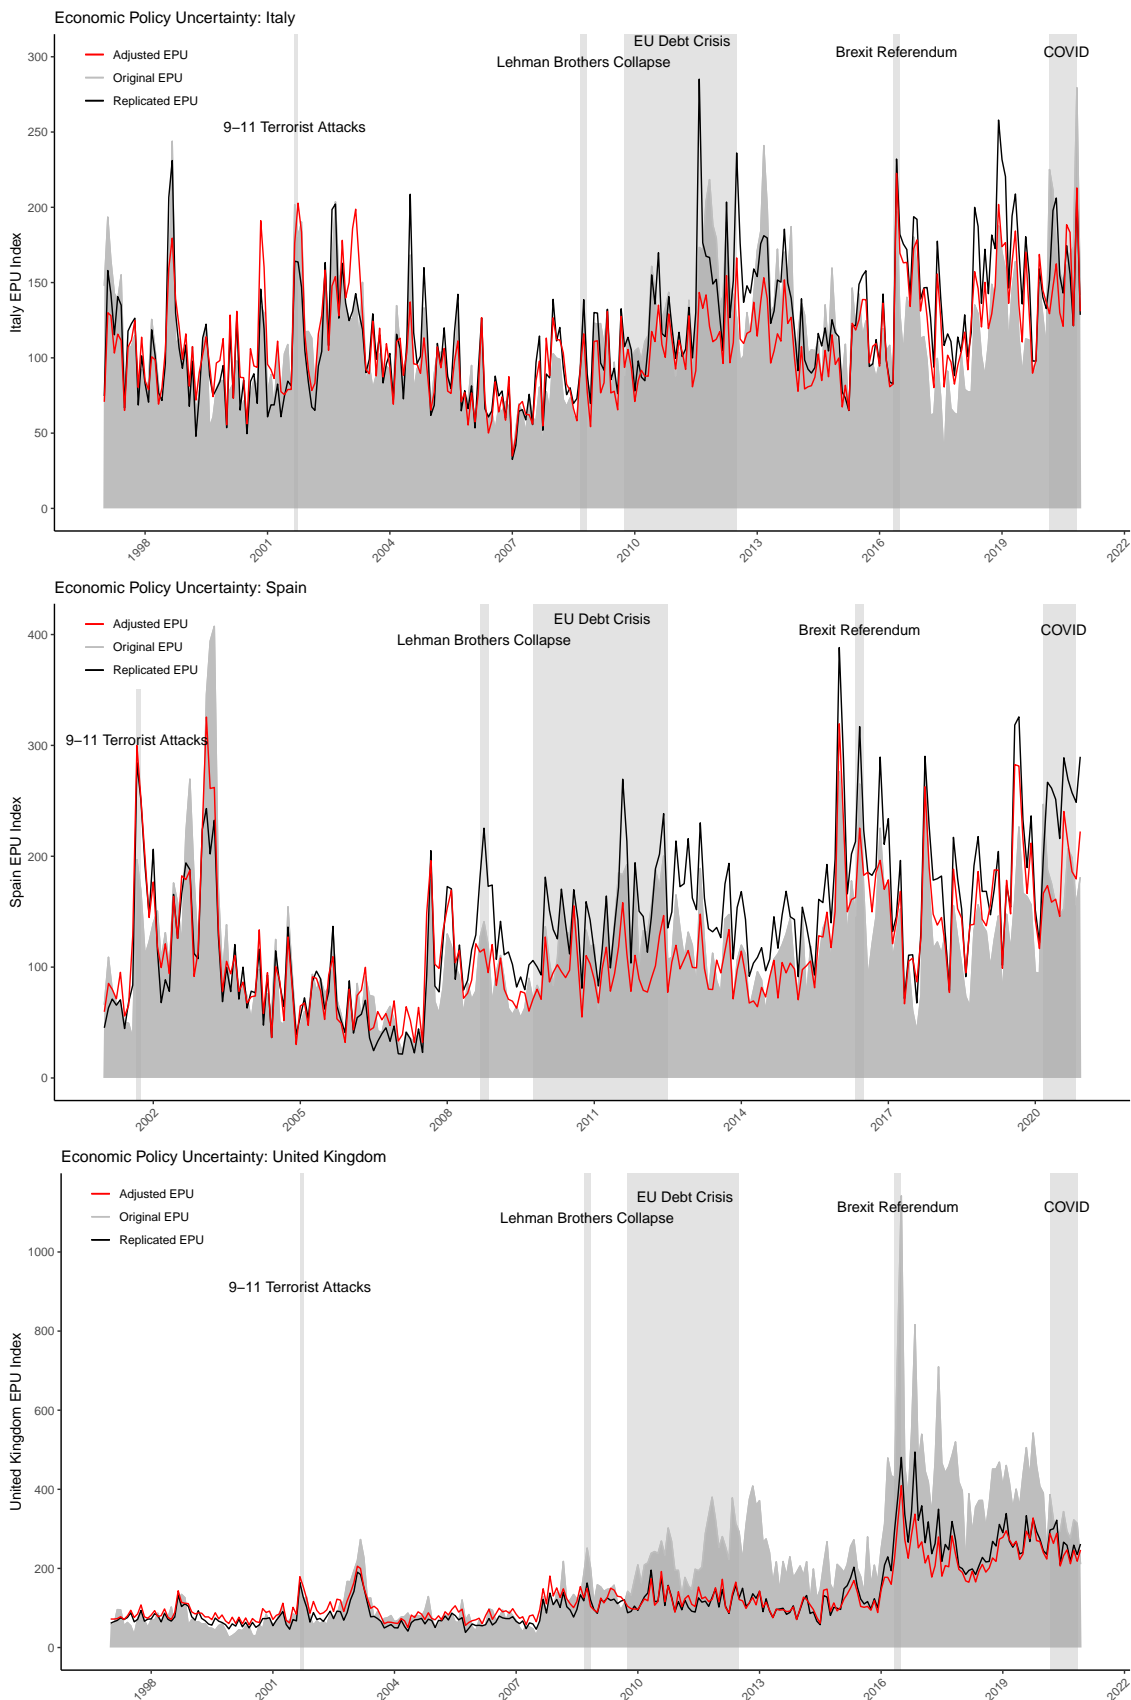 Economic Policy Uncertainty: Italy
EU Debt Crisis
Lehman Brothers Collapse
Brexit Referendum
COVID
Adjusted EPU
Original EPU
Replicated EPU
9–11 Terrorist Attacks
Italy EPU Index
300
250
200
150
100
50
0
1998
2001
2004
2007
2010
2013
2016
2019
2022
Economic Policy Uncertainty: Spain
EU Debt Crisis
Lehman Brothers Collapse
Brexit Referendum
COVID
Adjusted EPU
Original EPU
Replicated EPU
9–11 Terrorist Attacks
Spain EPU Index
400
300
200
100
0
2002
2005
2008
2011
2014
2017
2020
Economic Policy Uncertainty: United Kingdom
EU Debt Crisis
Lehman Brothers Collapse
Brexit Referendum
COVID
Adjusted EPU
Original EPU
Replicated EPU
9–11 Terrorist Attacks
United Kingdom EPU Index
1000
800
600
400
200
0
1998
2001
2004
2007
2010
2013
2016
2019
2022